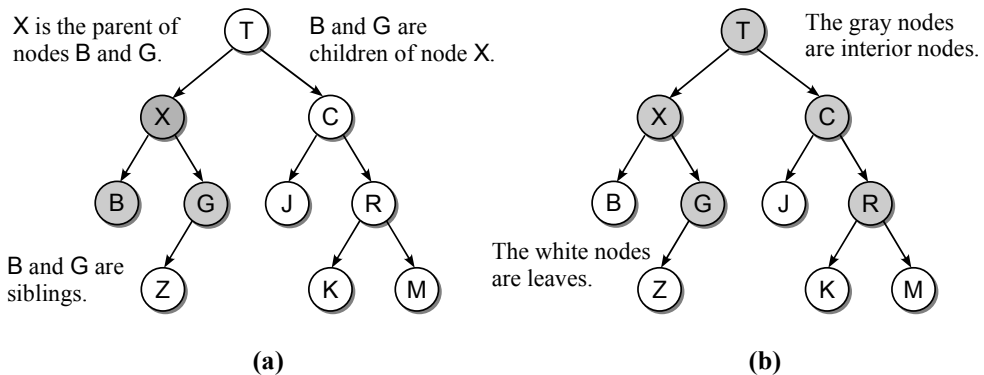 X is the parent of
nodes B and G.
T
B and G are
children of node X.
X
C
B
G
J
R
B and G are
siblings.
Z
K
M
(a)
T
The gray nodes
are interior nodes.
X
C
B
G
J
R
The white nodes
are leaves.
Z
K
M
(b)